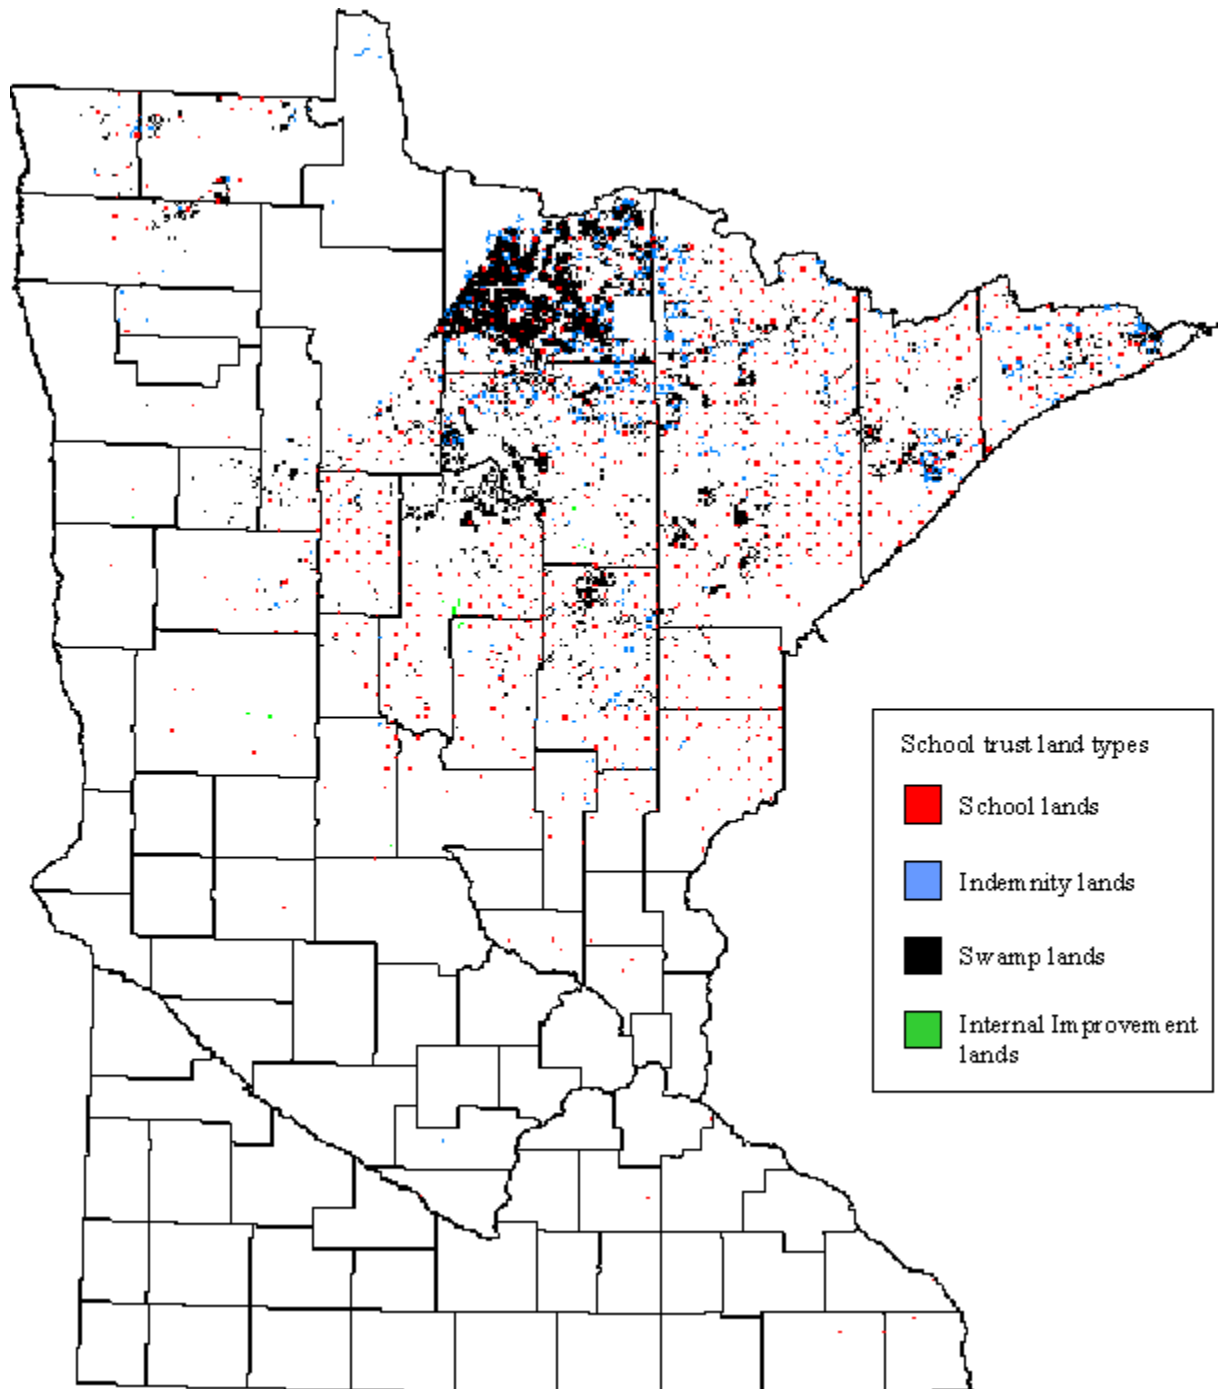 School trust land types
School lands
Indemnity lands
Swamp lands
Internal Improvement
lands